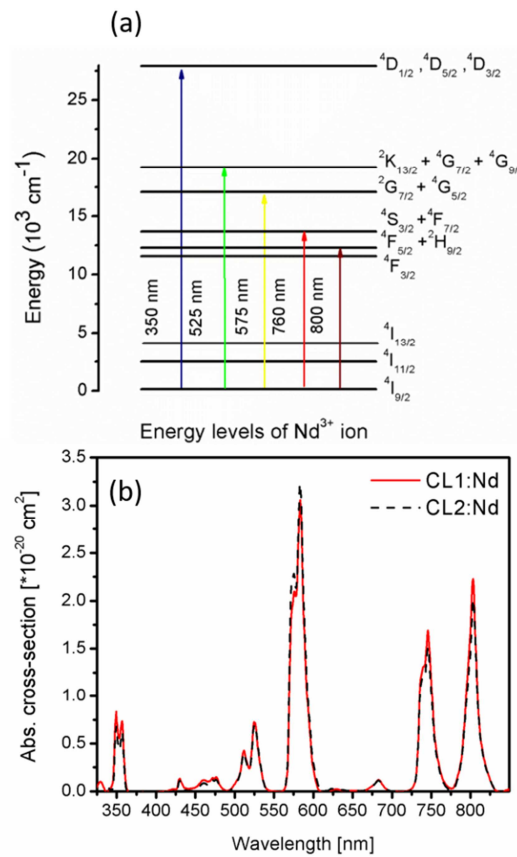 (a)
25
20
15
10
5
0
Energy (10³ cm⁻¹)
⁴D₁/₂ ,⁴D₅/₂ ,⁴D₃/₂
²K₁₃/₂ + ⁴G₇/₂ + ⁴G₉/
²G₇/₂ + ⁴G₅/₂
⁴S₃/₂ +⁴F₇/₂
⁴F₅/₂ + ²H₉/₂
⁴F₃/₂
⁴I₁₃/₂
⁴I₁₁/₂
⁴I₉/₂
350 nm
525 nm
575 nm
760 nm
800 nm
Energy levels of Nd³⁺ ion
(b)
CL1:Nd
CL2:Nd
3.5
3.0
2.5
2.0
1.5
1.0
0.5
0.0
Abs. cross-section [*10⁻²⁰ cm²]
350 400 450 500 550 600 650 700 750 800
Wavelength [nm]